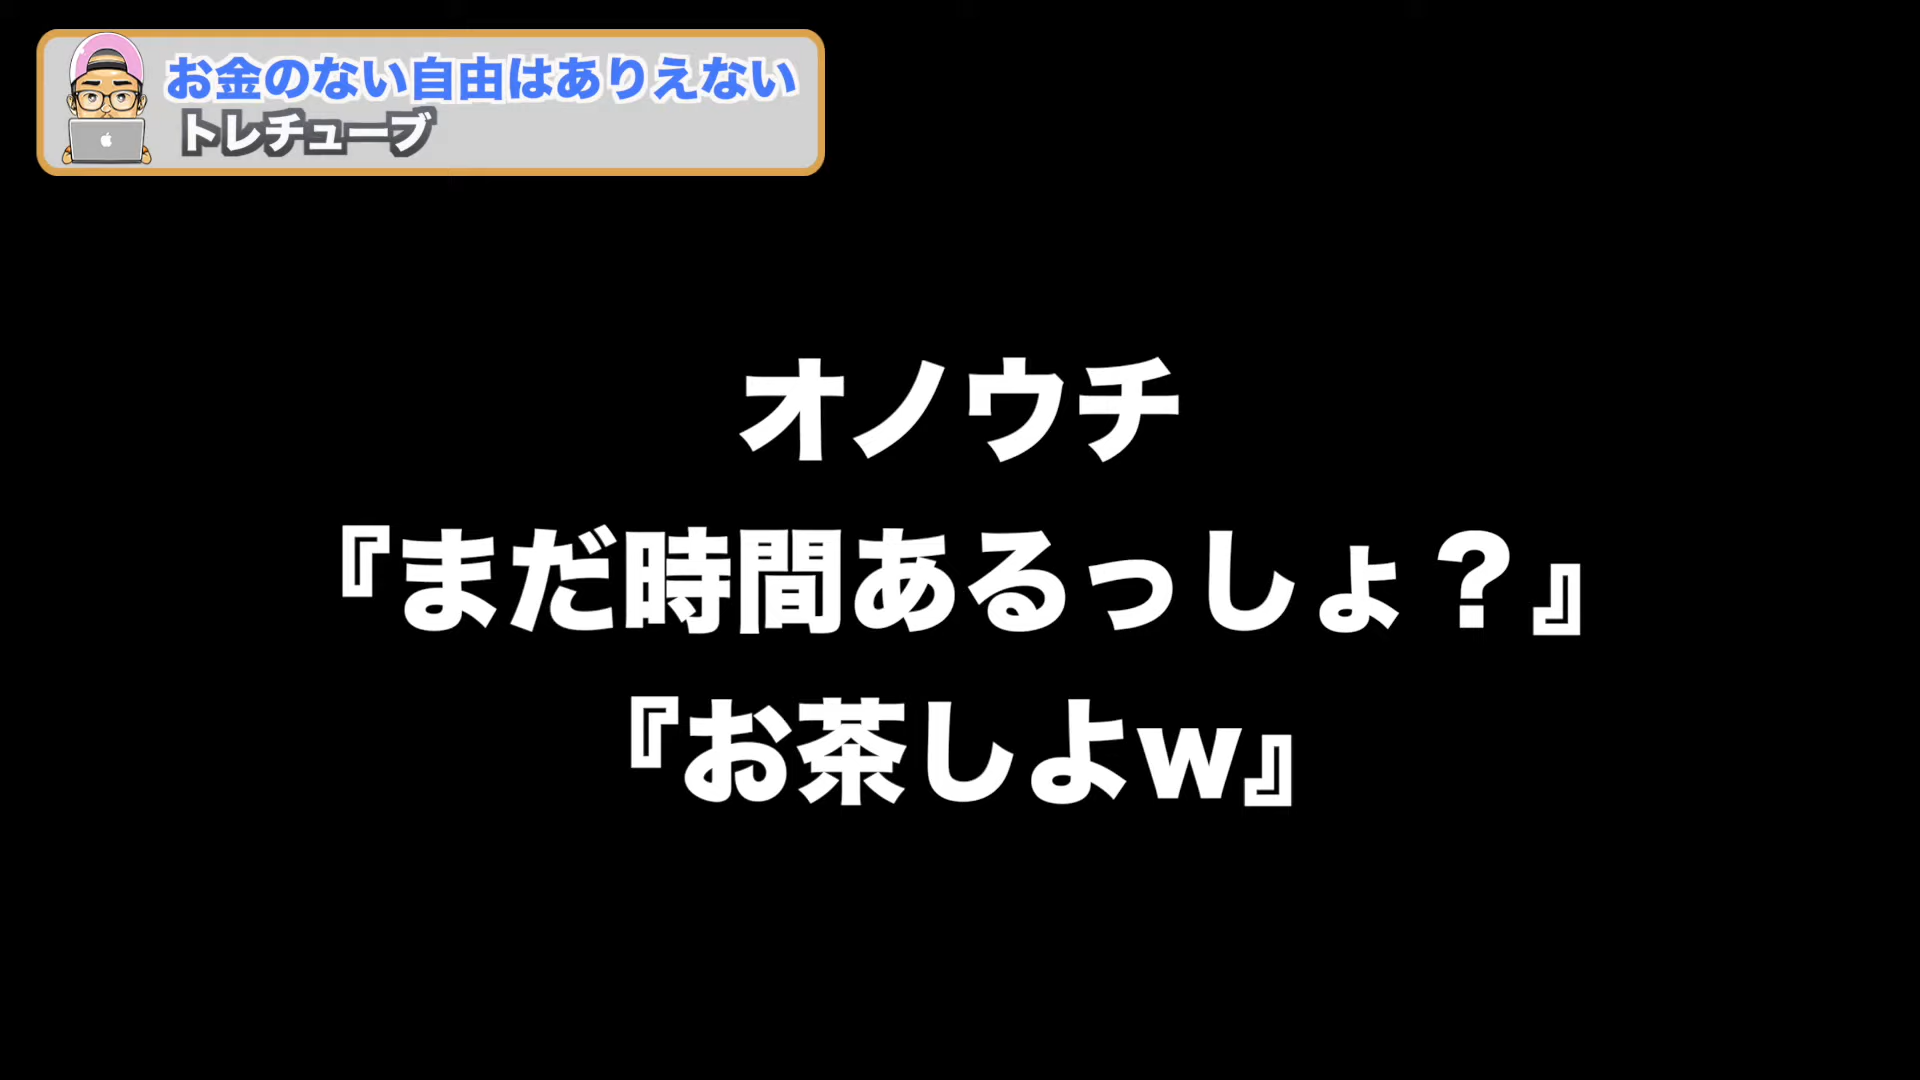 お金のない自由はありえない
トレチューブ
オノウチ
『まだ時間あるっしょ？』
『お茶しよw』